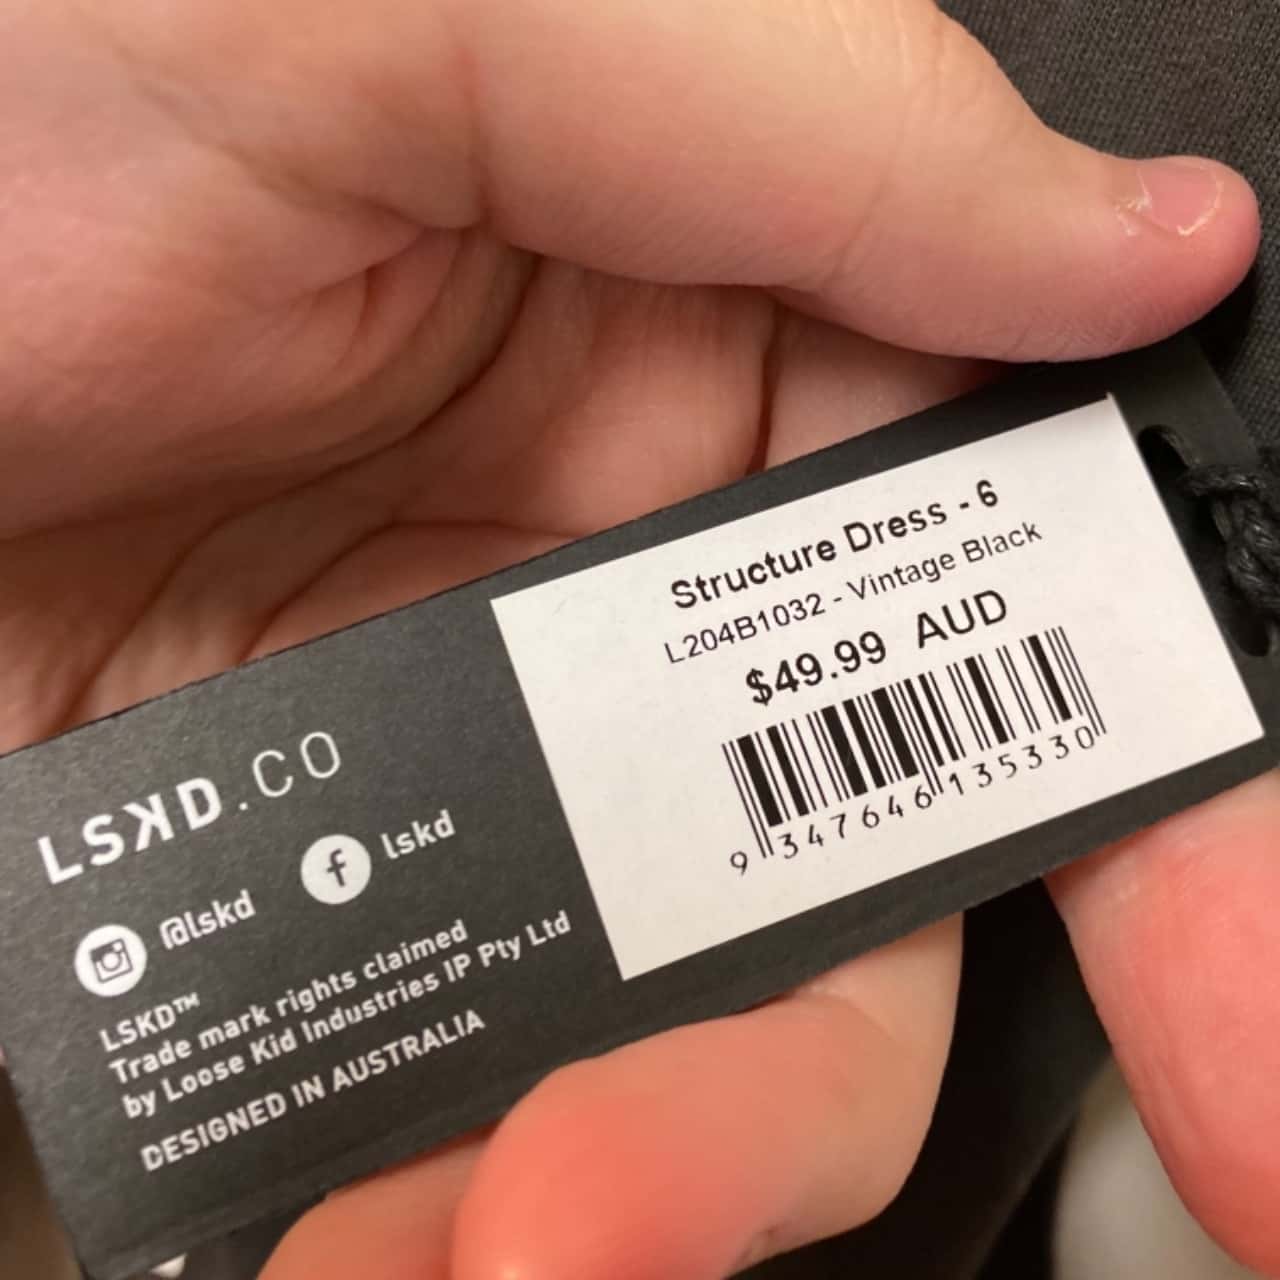 Structure Dress - 6
L204B1032 - Vintage Black
$49.99 AUD
9 347646 135330
LSKD.CO
@lskd
lskd
LSKD™
Trade mark rights claimed
by Loose Kid Industries IP Pty Ltd
DESIGNED IN AUSTRALIA